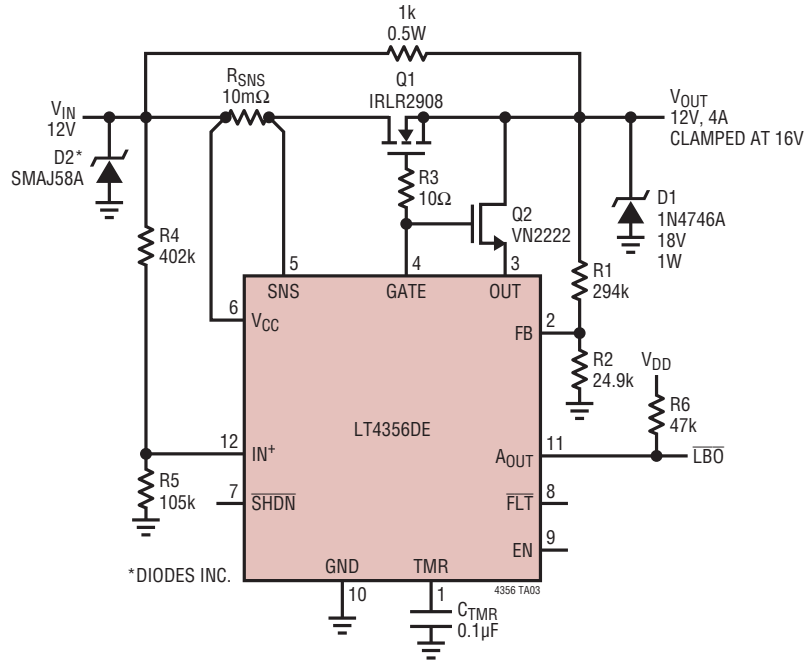 1k
0.5W
RSNS
10mΩ
Q1
IRLR2908
VIN
12V
VOUT
12V, 4A
CLAMPED AT 16V
D2*
SMAJ58A
R3
10Ω
Q2
VN2222
D1
1N4746A
18V
1W
R4
402k
5
4
3
SNS
GATE
OUT
R1
294k
6
VCC
2
FB
R2
24.9k
VDD
R6
47k
LT4356DE
12
IN+
11
AOUT
LBO
R5
105k
7
SHDN
8
FLT
9
EN
*DIODES INC.
GND
TMR
4356 TA03
10
1
CTMR
0.1µF